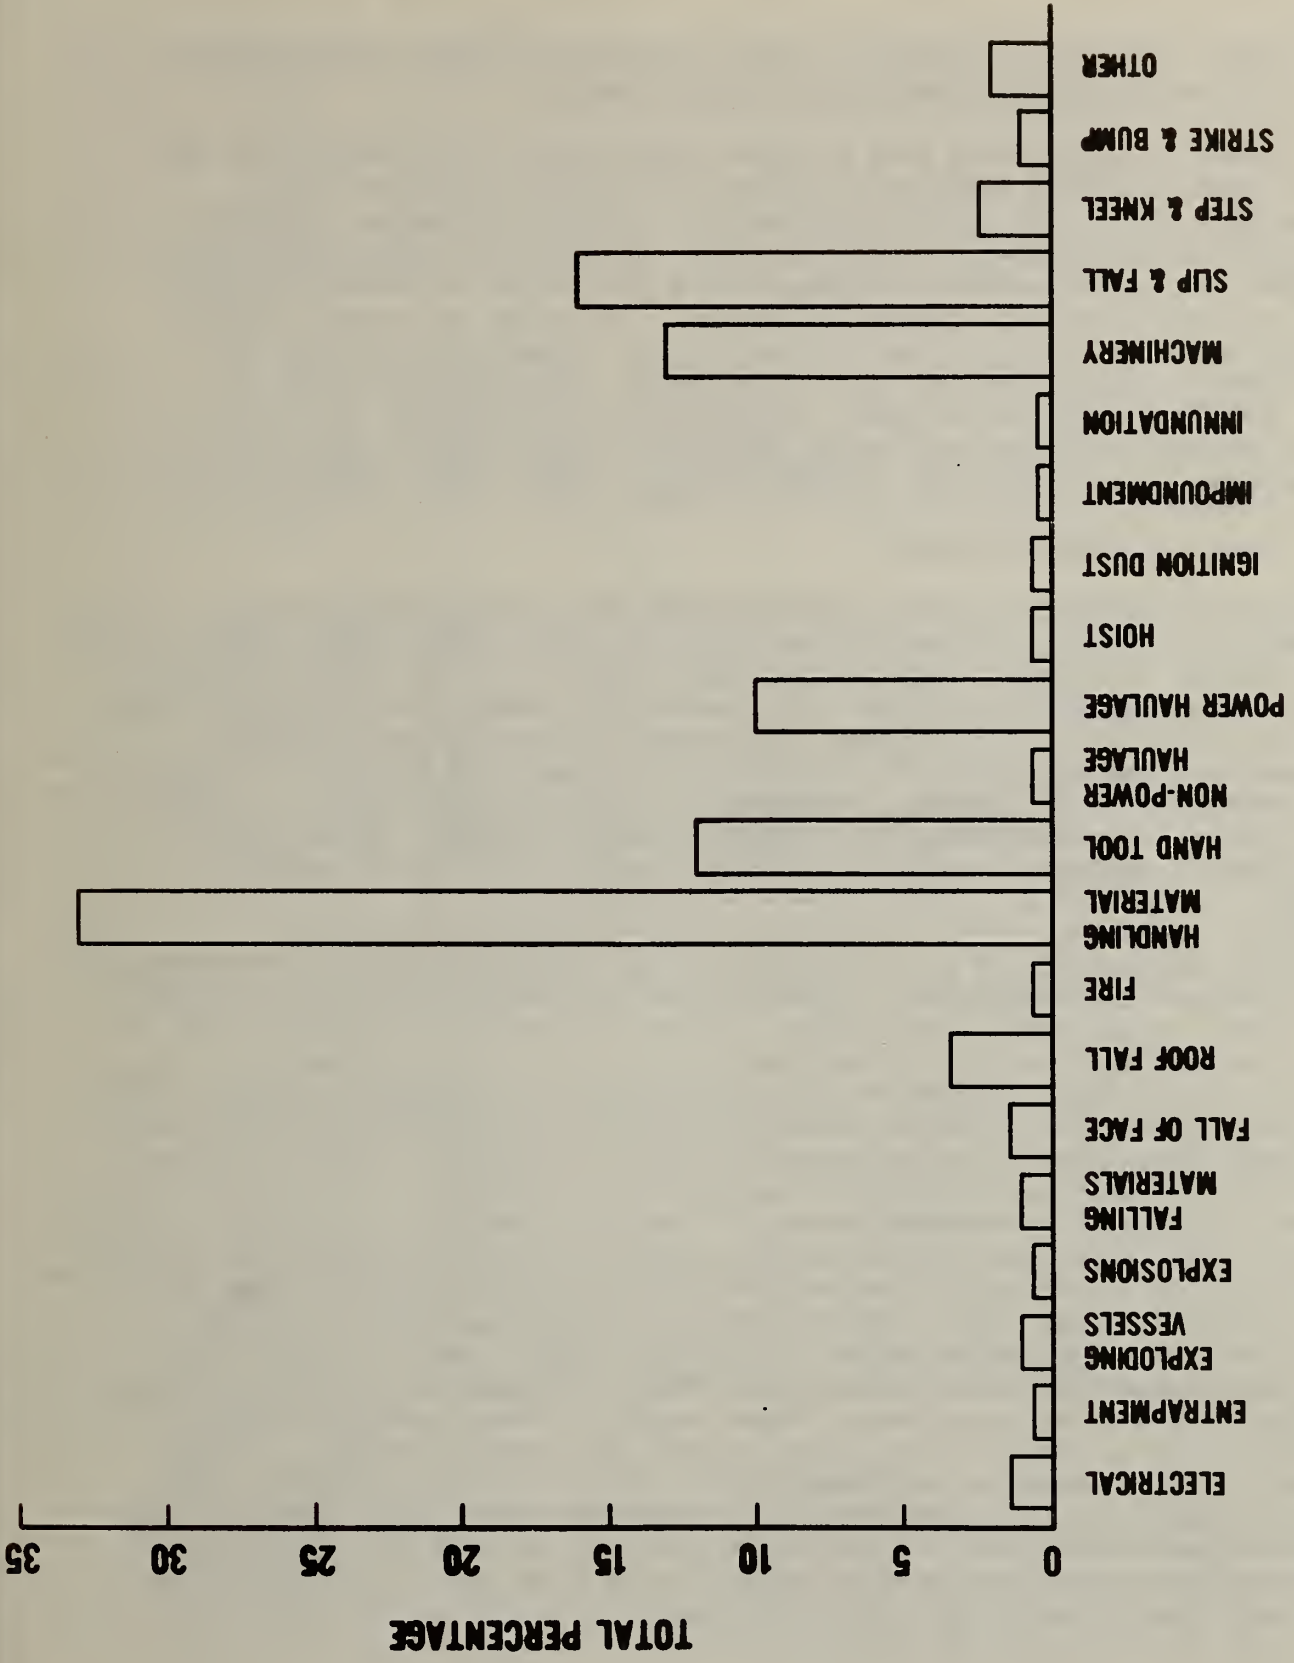 TOTAL PERCENTAGE
0 5 10 15 20 25 30 35
ELECTRICAL
ENTRAPMENT
EXPLODING
VESSELS
EXPLOSIONS
FALLING
MATERIALS
FALL OF FACE
ROOF FALL
FIRE
HANDLING
MATERIAL
HAND TOOL
NON-POWER
HAULAGE
POWER HAULAGE
HOIST
IGNITION DUST
IMPOUNDMENT
INNUNDATION
MACHINERY
SLIP & FALL
STEP & KNEEL
STRIKE & BUMP
OTHER